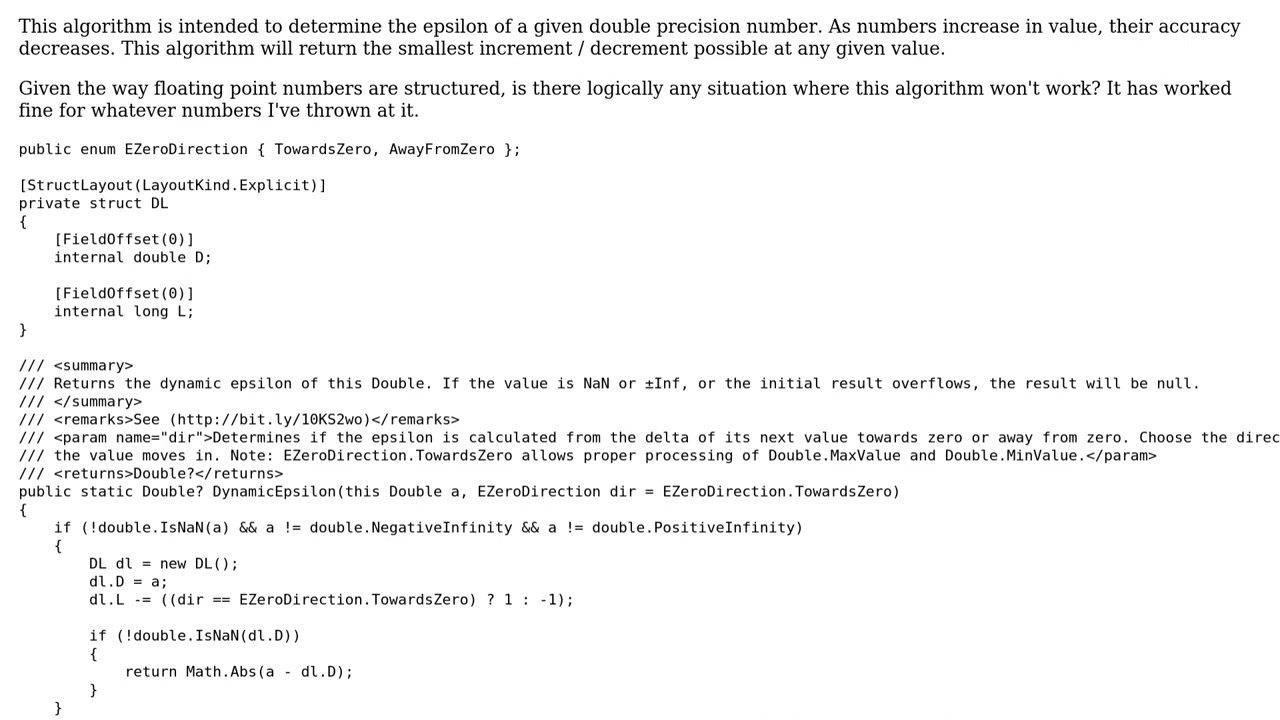 This algorithm is intended to determine the epsilon of a given double precision number. As numbers increase in value, their accuracy
decreases. This algorithm will return the smallest increment / decrement possible at any given value.
Given the way floating point numbers are structured, is there logically any situation where this algorithm won't work? It has worked
fine for whatever numbers I've thrown at it.
public enum EZeroDirection { TowardsZero, AwayFromZero };
[StructLayout(LayoutKind.Explicit)]
private struct DL
{
    [FieldOffset(0)]
    internal double D;
    [FieldOffset(0)]
    internal long L;
}
/// <summary>
/// Returns the dynamic epsilon of this Double. If the value is NaN or ±Inf, or the initial result overflows, the result will be null.
/// </summary>
/// <remarks>See (http://bit.ly/10KS2wo)</remarks>
/// <param name="dir">Determines if the epsilon is calculated from the delta of its next value towards zero or away from zero. Choose the direc
/// the value moves in. Note: EZeroDirection.TowardsZero allows proper processing of Double.MaxValue and Double.MinValue.</param>
/// <returns>Double?</returns>
public static Double? DynamicEpsilon(this Double a, EZeroDirection dir = EZeroDirection.TowardsZero)
{
    if (!double.IsNaN(a) && a != double.NegativeInfinity && a != double.PositiveInfinity)
    {
        DL dl = new DL();
        dl.D = a;
        dl.L -= ((dir == EZeroDirection.TowardsZero) ? 1 : -1);
        if (!double.IsNaN(dl.D))
        {
            return Math.Abs(a - dl.D);
        }
    }